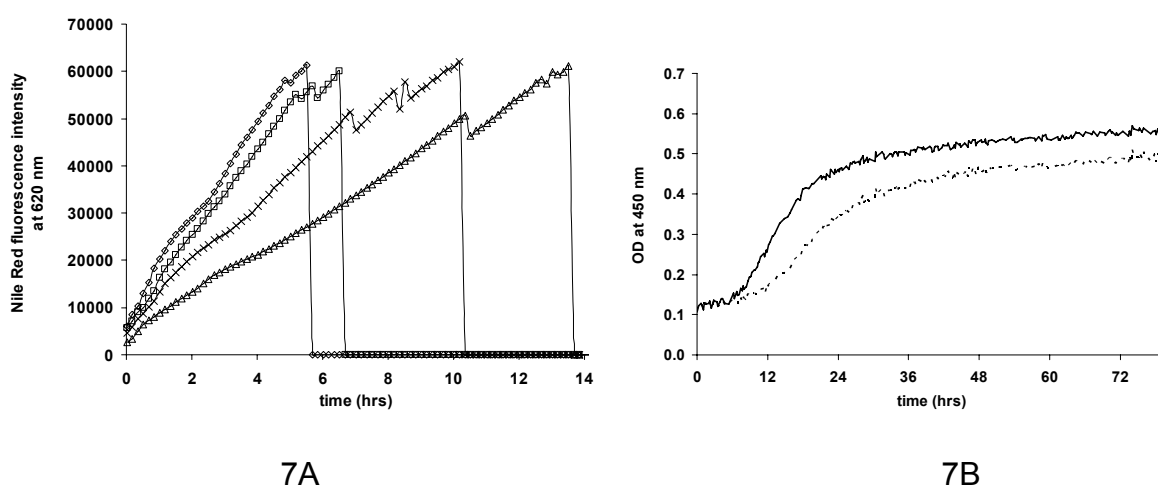 70000
60000
50000
40000
30000
20000
10000
0
Nile Red fluorescence intensity
at 620 nm
0 2 4 6 8 10 12 14
time (hrs)
7A
0.7
0.6
0.5
0.4
0.3
0.2
0.1
0.0
OD at 450 nm
0 12 24 36 48 60 72
time (hrs)
7B